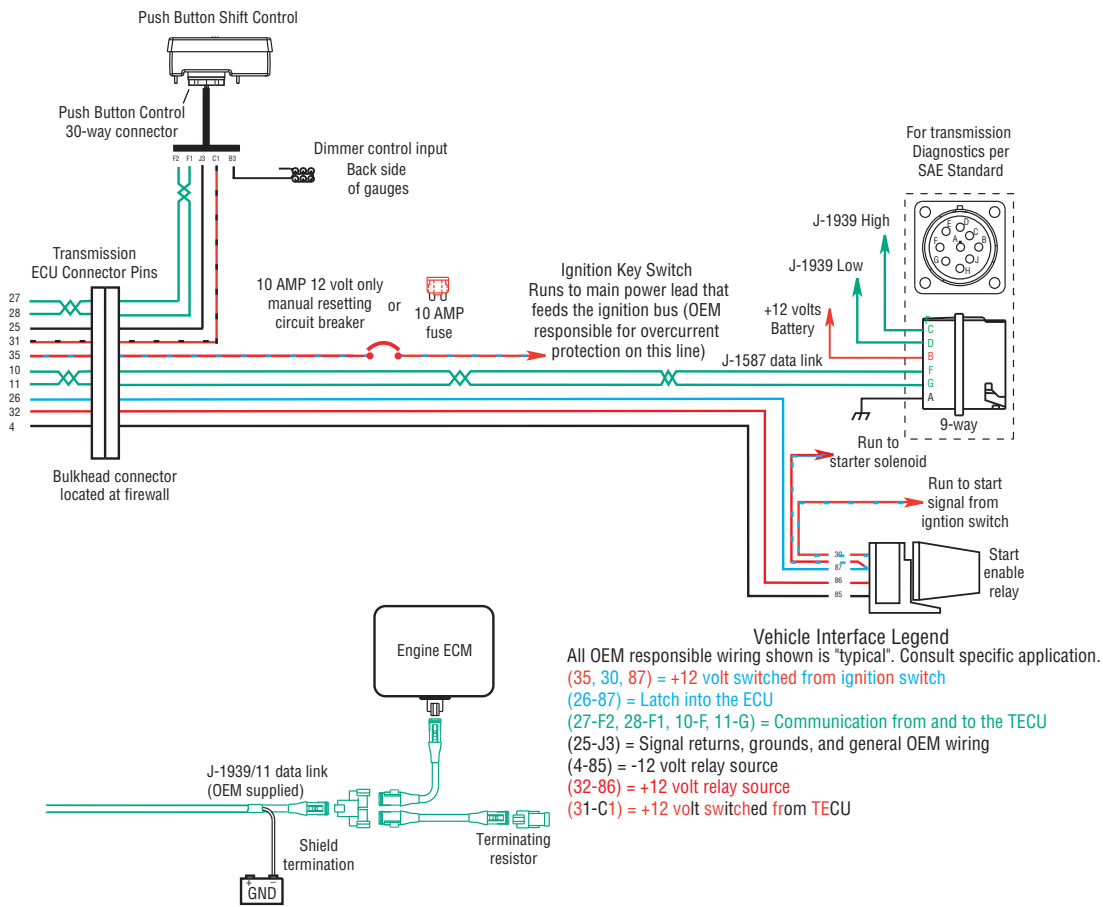 Push Button Shift Control
Push Button Control
30-way connector
F2 F1 J3 C1 B3
Dimmer control input
Back side
of gauges
For transmission
Diagnostics per
SAE Standard
E D
F A C B
G H J
J-1939 High
J-1939 Low
+12 volts
Battery
J-1587 data link
C
D
B
F
G
A
9-way
Transmission
ECU Connector Pins
27
28
25
31
35
10
11
26
32
4
Bulkhead connector
located at firewall
10 AMP 12 volt only
manual resetting
circuit breaker
or
10 AMP
fuse
Ignition Key Switch
Runs to main power lead that
feeds the ignition bus (OEM
responsible for overcurrent
protection on this line)
Run to
starter solenoid
Run to start
signal from
igntion switch
30
87
86
85
Start
enable
relay
Engine ECM
J-1939/11 data link
(OEM supplied)
Shield
termination
+ –
GND
Terminating
resistor
Vehicle Interface Legend
All OEM responsible wiring shown is "typical". Consult specific application.
(35, 30, 87) = +12 volt switched from ignition switch
(26-87) = Latch into the ECU
(27-F2, 28-F1, 10-F, 11-G) = Communication from and to the TECU
(25-J3) = Signal returns, grounds, and general OEM wiring
(4-85) = -12 volt relay source
(32-86) = +12 volt relay source
(31-C1) = +12 volt switched from TECU